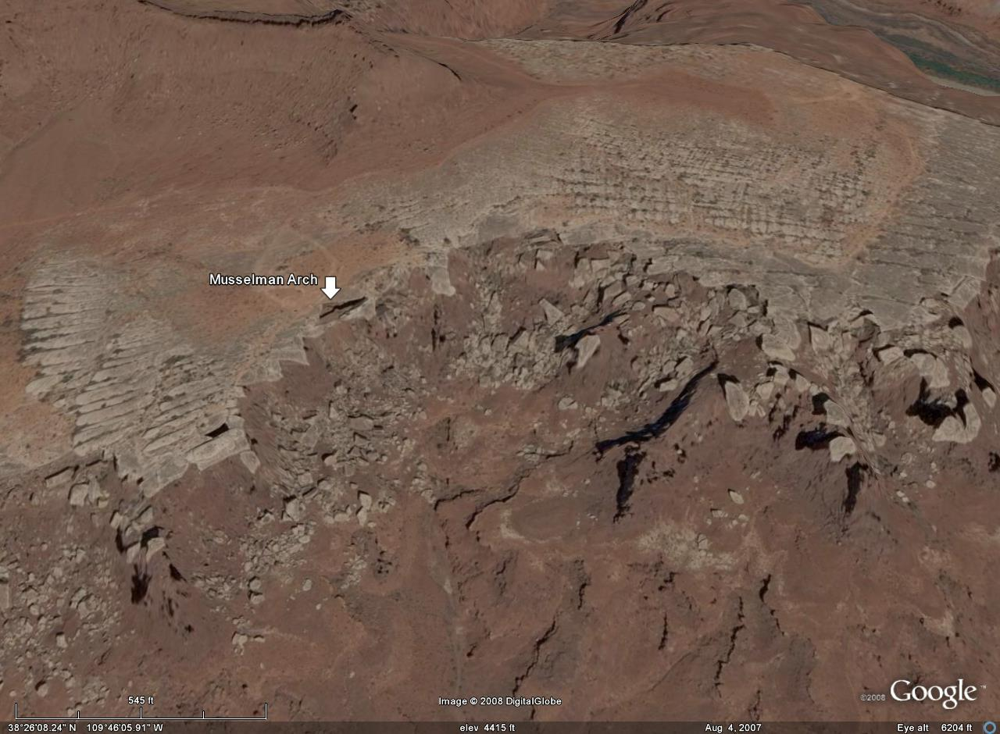 Musselman Arch
545 ft
Image © 2008 DigitalGlobe
©2008 Google™
38°26'08.24" N 109°46'05.91" W elev 4415 ft Aug 4, 2007 Eye alt 6204 ft